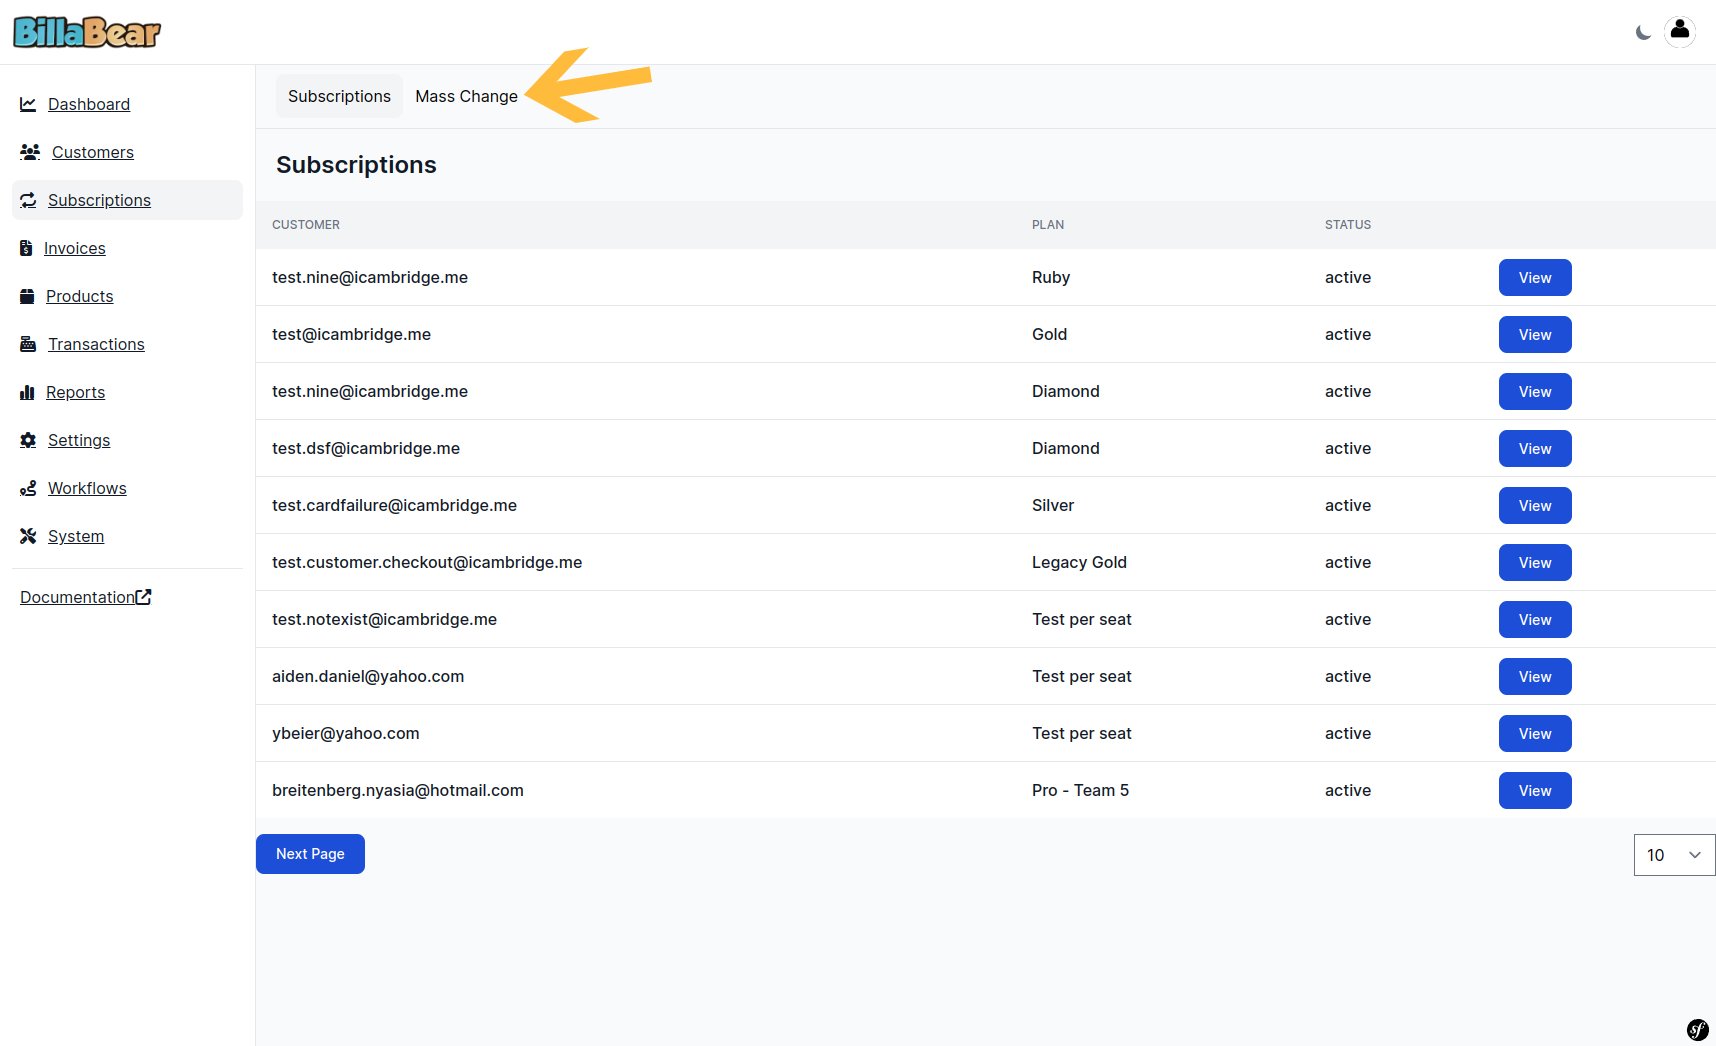 BillaBear
Dashboard
Customers
Subscriptions
Invoices
Products
Transactions
Reports
Settings
Workflows
System
Documentation
Subscriptions Mass Change
Subscriptions
CUSTOMER PLAN STATUS
test.nine@icambridge.me Ruby active View
test@icambridge.me Gold active View
test.nine@icambridge.me Diamond active View
test.dsf@icambridge.me Diamond active View
test.cardfailure@icambridge.me Silver active View
test.customer.checkout@icambridge.me Legacy Gold active View
test.notexist@icambridge.me Test per seat active View
aiden.daniel@yahoo.com Test per seat active View
ybeier@yahoo.com Test per seat active View
breitenberg.nyasia@hotmail.com Pro - Team 5 active View
Next Page 10
sf